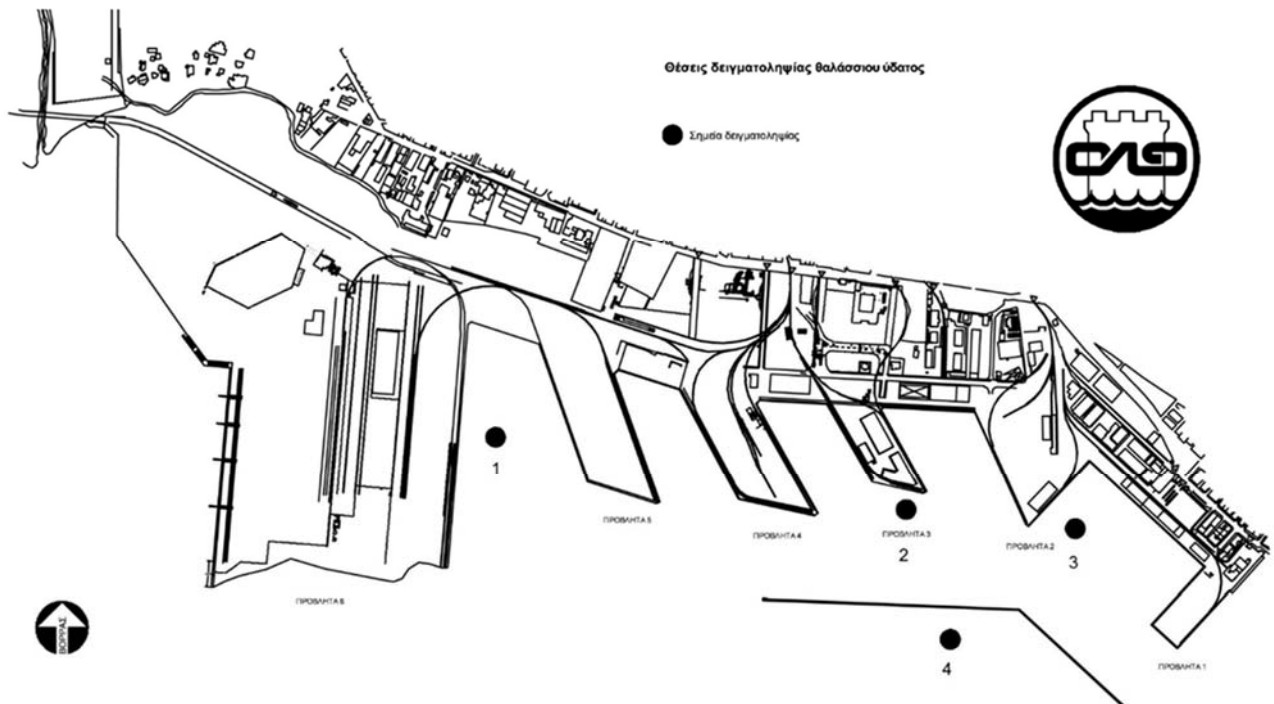 Θέσεις δειγματοληψίας θαλάσσιου ύδατος
Σημεία δειγματοληψίας
ΟΛΘ
1
2
3
4
ΠΡΟΒΛΗΤΑ 5
ΠΡΟΒΛΗΤΑ 4
ΠΡΟΒΛΗΤΑ 3
ΠΡΟΒΛΗΤΑ 2
ΠΡΟΒΛΗΤΑ 6
ΠΡΟΒΛΗΤΑ 1
ΒΟΡΡΑΣ